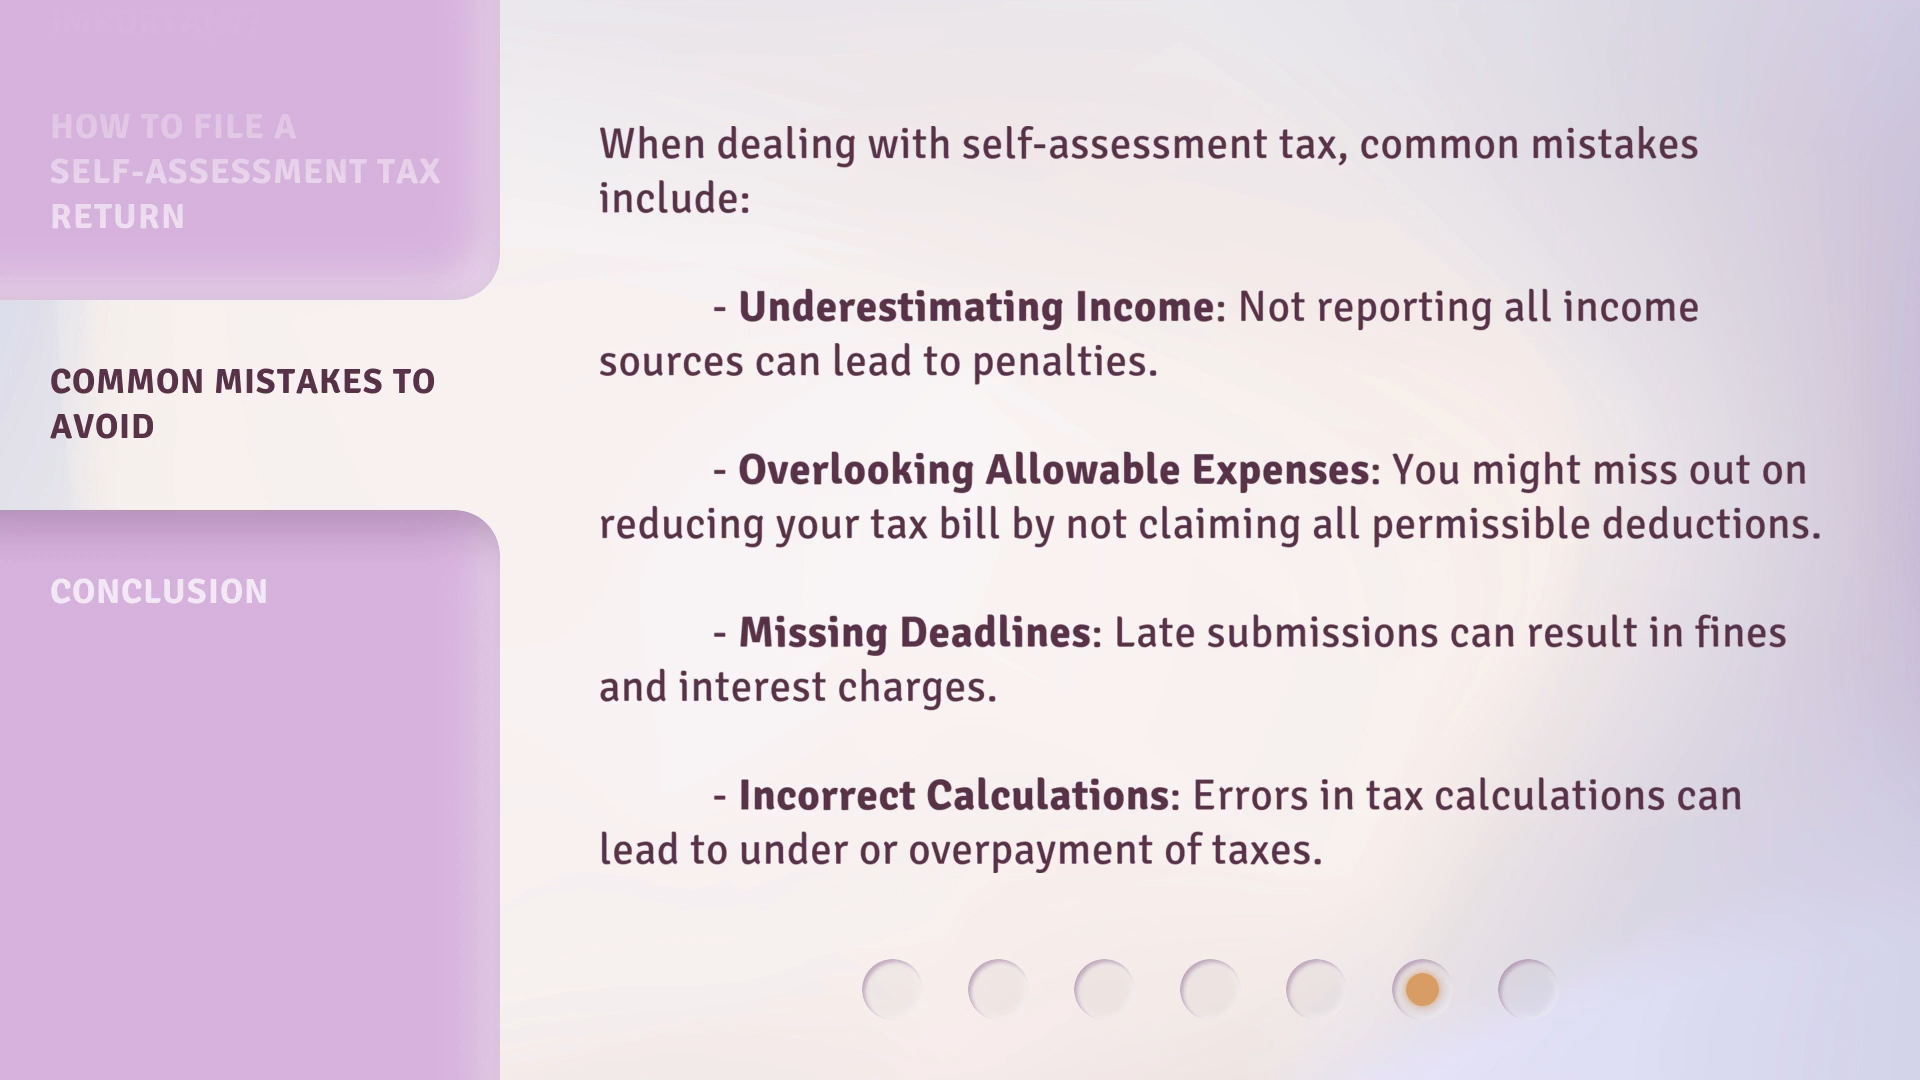 HOW TO FILE A
SELF-ASSESSMENT TAX
RETURN
COMMON MISTAKES TO
AVOID
CONCLUSION
When dealing with self-assessment tax, common mistakes
include:
- Underestimating Income: Not reporting all income
sources can lead to penalties.
- Overlooking Allowable Expenses: You might miss out on
reducing your tax bill by not claiming all permissible deductions.
- Missing Deadlines: Late submissions can result in fines
and interest charges.
- Incorrect Calculations: Errors in tax calculations can
lead to under or overpayment of taxes.